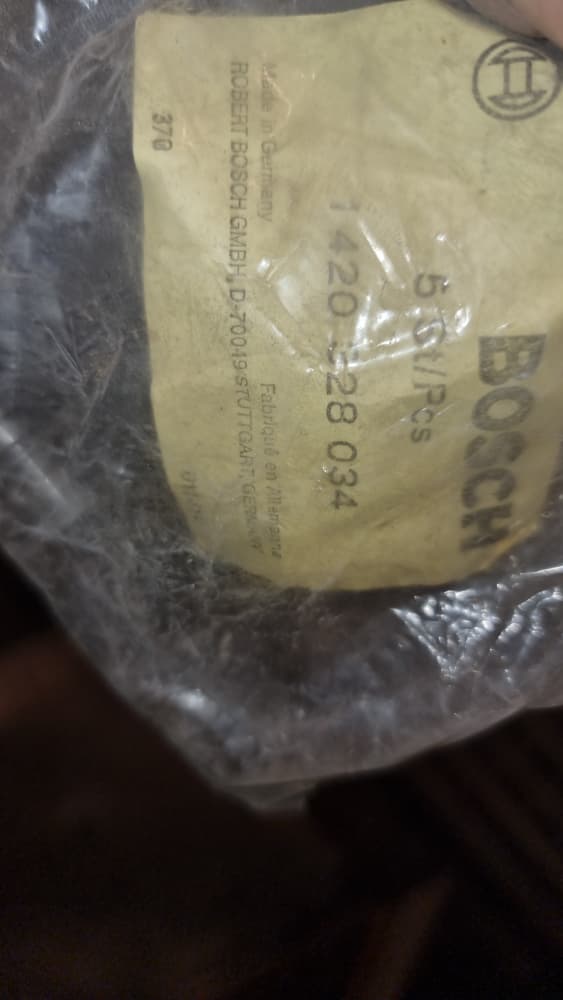 BOSCH
5 St/Pcs
1 420 528 034
Made in Germany Fabriqué en Allemagne
ROBERT BOSCH GMBH, D-70049 STUTTGART, GERMANY
370